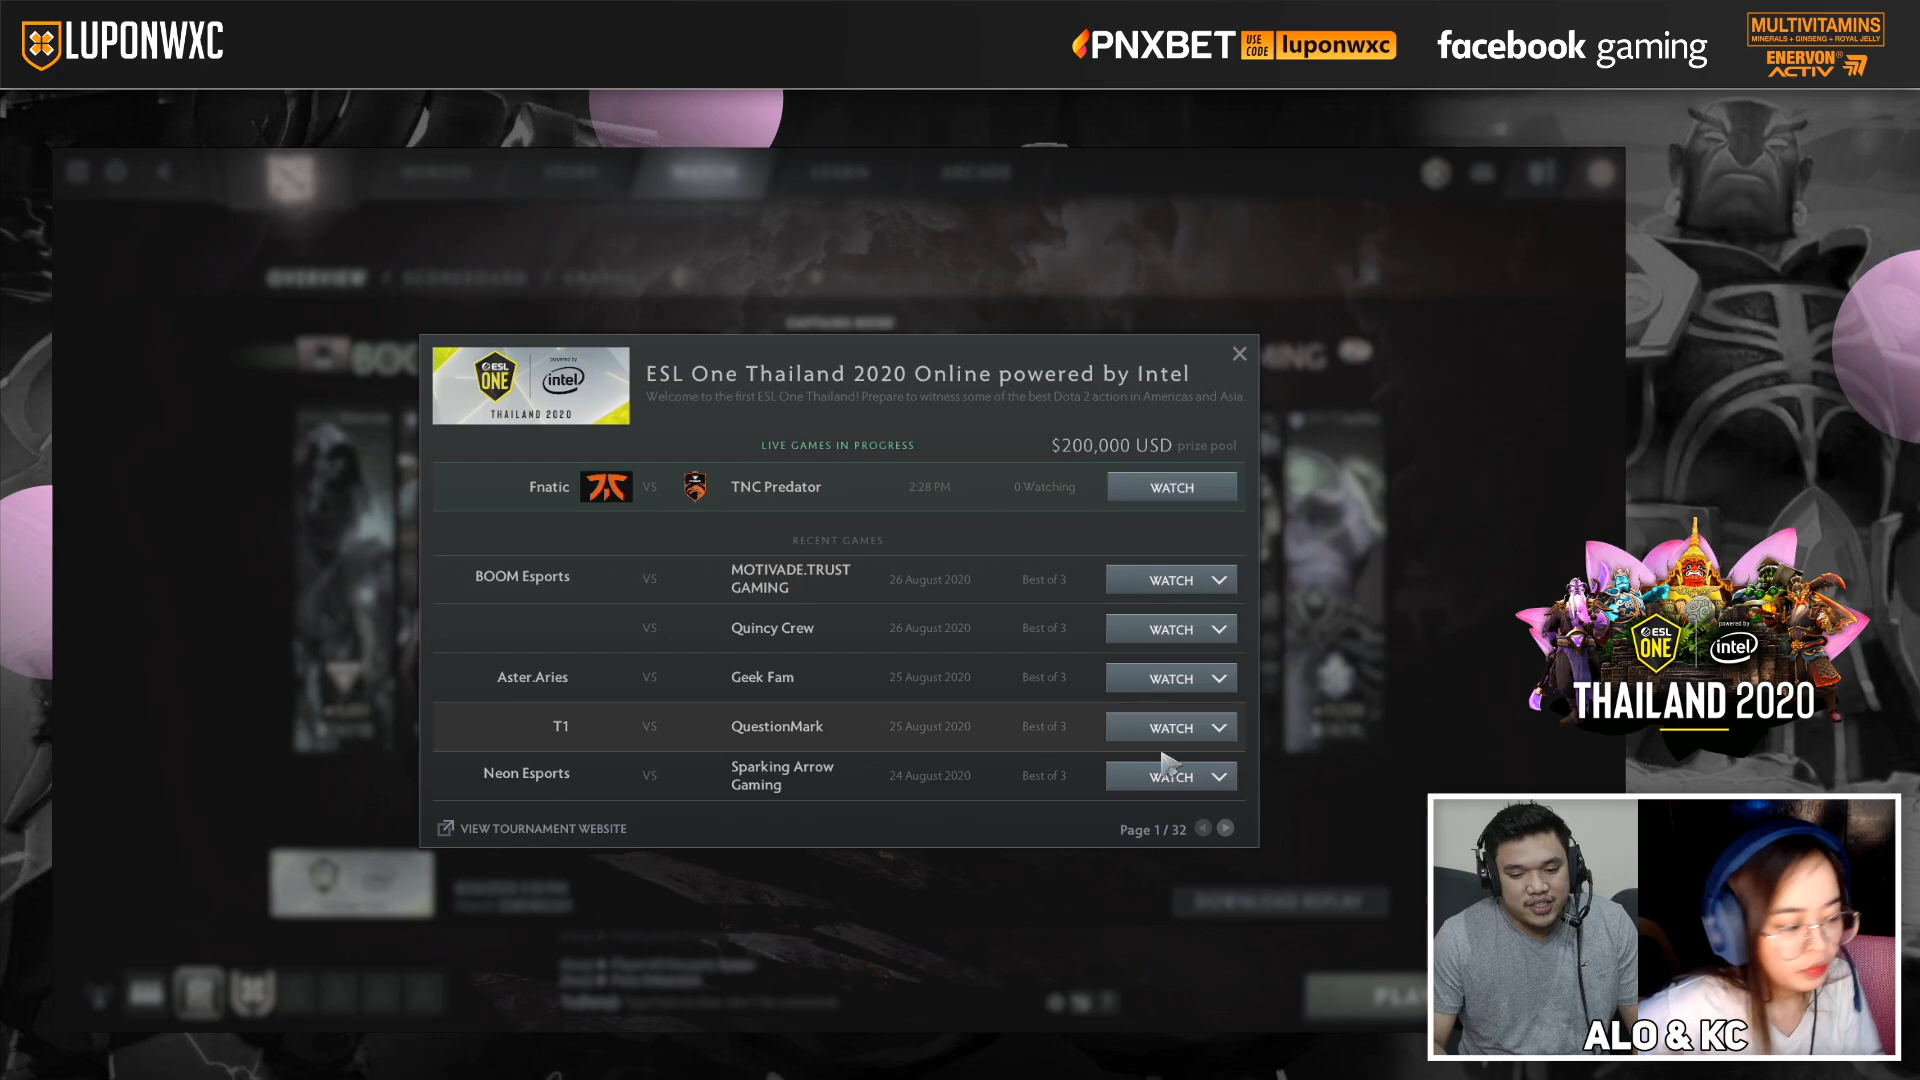 LUPONWXC
PNXBET USE CODE luponwxc
facebook gaming
MULTIVITAMINS
MINERALS + GINSENG + ROYAL JELLY
ENERVON®
ACTIV
OVERVIEW
ESL ONE
powered by
intel
THAILAND 2020
ESL One Thailand 2020 Online powered by Intel
Welcome to the first ESL One Thailand! Prepare to witness some of the best Dota 2 action in Americas and Asia.
LIVE GAMES IN PROGRESS
$200,000 USD prize pool
Fnatic VS TNC Predator 2:28 PM 0 Watching WATCH
RECENT GAMES
BOOM Esports VS MOTIVADE.TRUST GAMING 26 August 2020 Best of 3 WATCH
VS Quincy Crew 26 August 2020 Best of 3 WATCH
Aster.Aries VS Geek Fam 25 August 2020 Best of 3 WATCH
T1 VS QuestionMark 25 August 2020 Best of 3 WATCH
Neon Esports VS Sparking Arrow Gaming 24 August 2020 Best of 3 WATCH
VIEW TOURNAMENT WEBSITE
Page 1 / 32
ESL ONE
powered by
intel
THAILAND 2020
DOWNLOAD REPLAY
ALO & KC